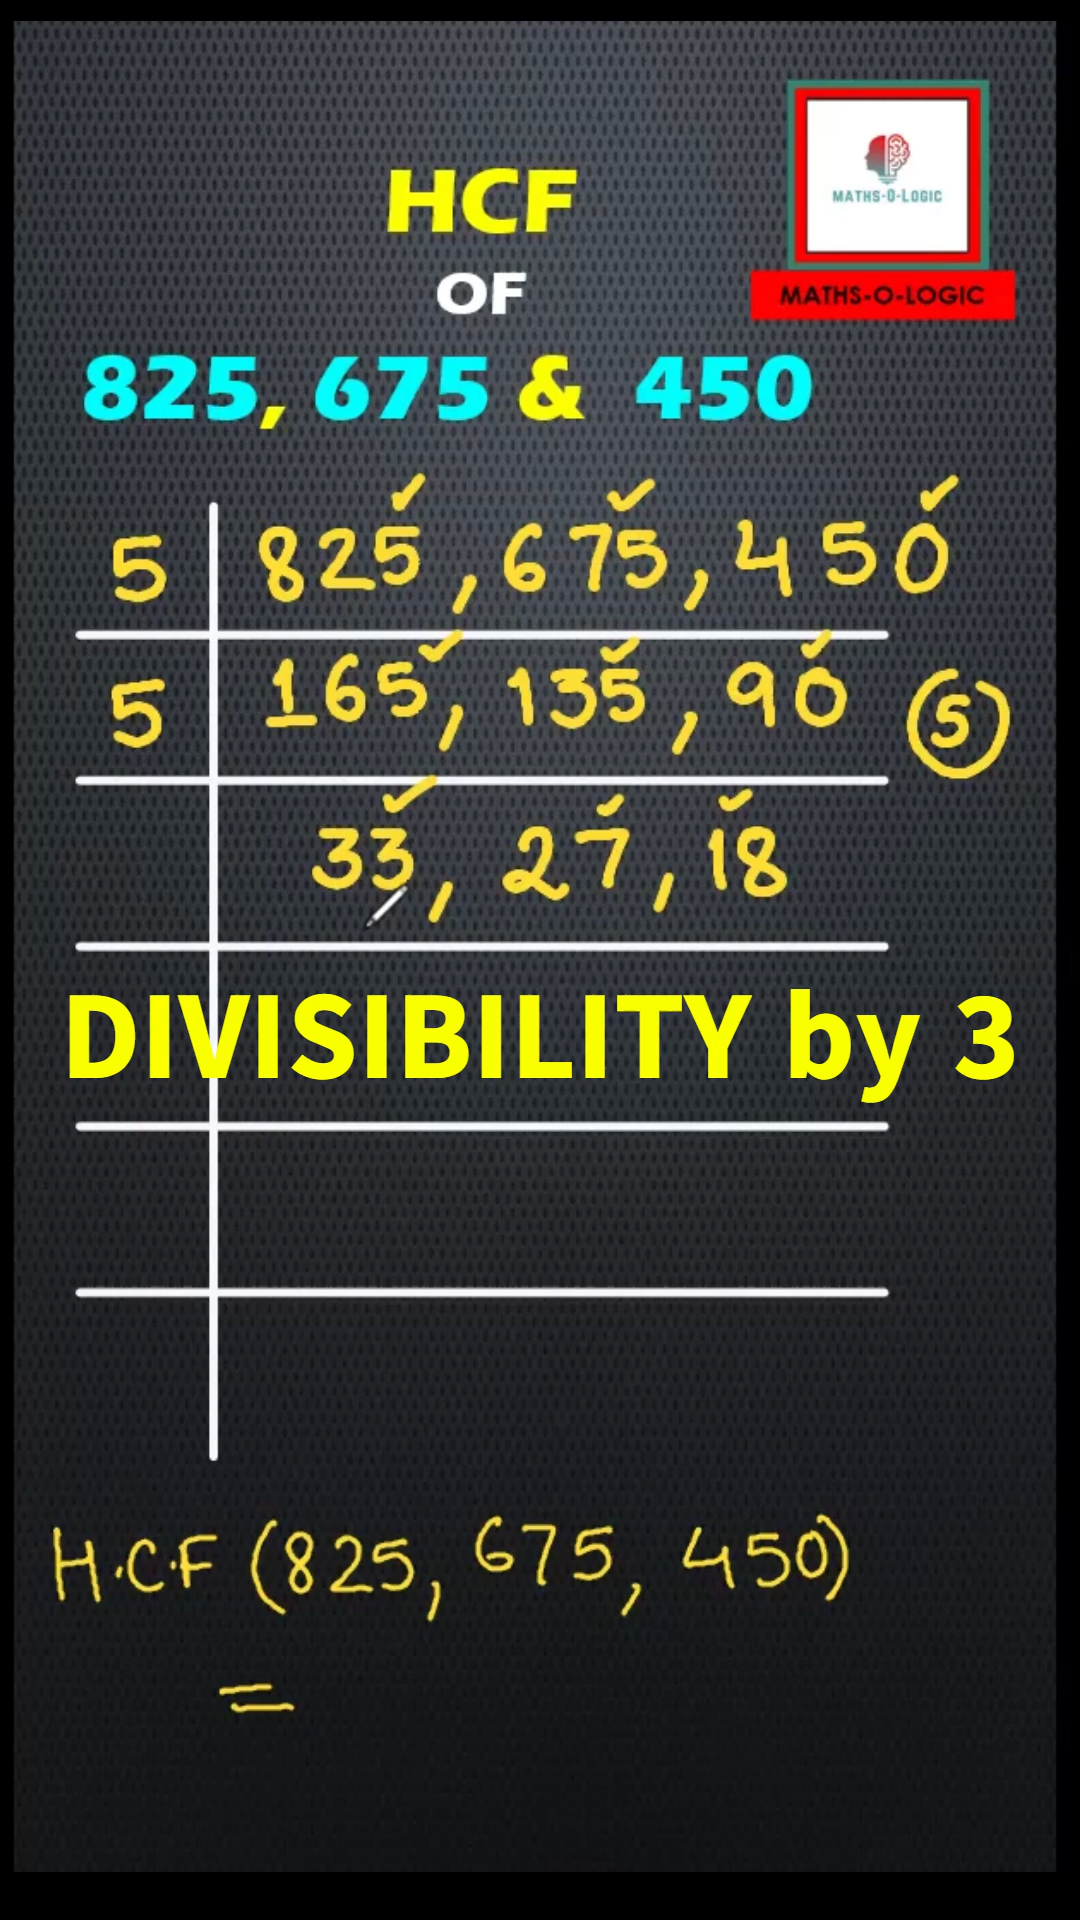 HCF
MATHS-O-LOGIC
OF
MATHS-O-LOGIC
825, 675 & 450
5 825, 675, 450
5 165, 135, 90 5
33, 27, 18
DIVISIBILITY by 3
H.C.F (825, 675, 450)
=